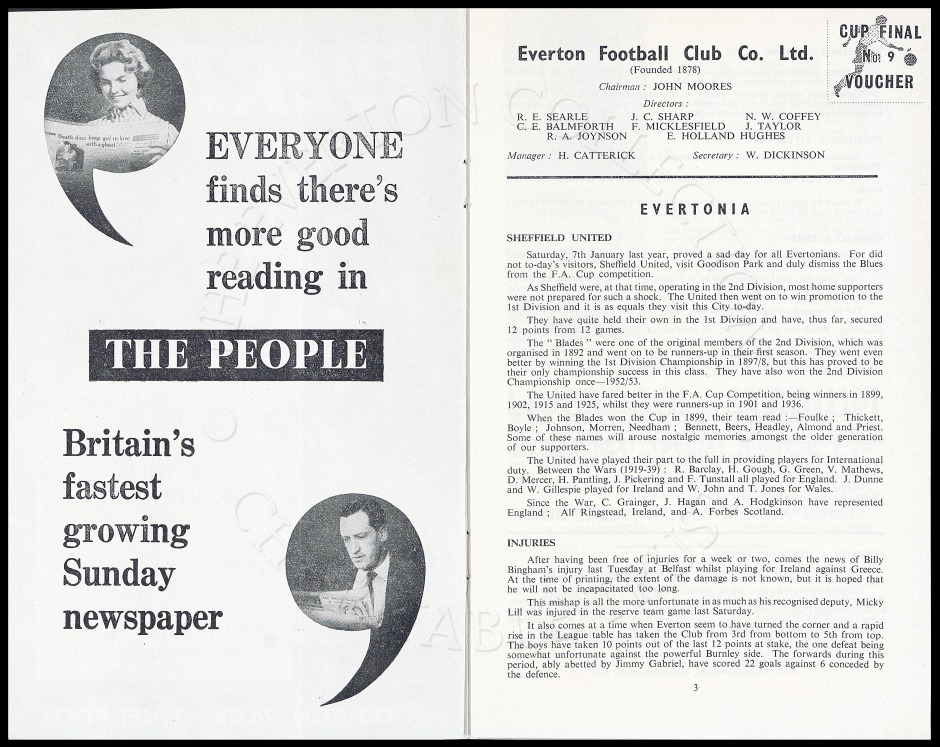 Death discs keep girl in love
with a ghost
EVERYONE
finds there's
more good
reading in
THE PEOPLE
Britain's
fastest
growing
Sunday
newspaper
CUP FINAL
No: 9
VOUCHER
Everton Football Club Co. Ltd.
(Founded 1878)
Chairman : JOHN MOORES
Directors :
R. E. SEARLE J. C. SHARP N. W. COFFEY
C. E. BALMFORTH F. MICKLESFIELD J. TAYLOR
R. A. JOYNSON E. HOLLAND HUGHES
Manager : H. CATTERICK Secretary : W. DICKINSON
EVERTONIA
SHEFFIELD UNITED
Saturday, 7th January last year, proved a sad day for all Evertonians. For did
not to-day's visitors, Sheffield United, visit Goodison Park and duly dismiss the Blues
from the F.A. Cup competition.
As Sheffield were, at that time, operating in the 2nd Division, most home supporters
were not prepared for such a shock. The United then went on to win promotion to the
1st Division and it is as equals they visit this City to-day.
They have quite held their own in the 1st Division and have, thus far, secured
12 points from 12 games.
The " Blades " were one of the original members of the 2nd Division, which was
organised in 1892 and went on to be runners-up in their first season. They went even
better by winning the 1st Division Championship in 1897/8, but this has proved to be
their only championship success in this class. They have also won the 2nd Division
Championship once—1952/53.
The United have fared better in the F.A. Cup Competition, being winners in 1899,
1902, 1915 and 1925, whilst they were runners-up in 1901 and 1936.
When the Blades won the Cup in 1899, their team read :—Foulke ; Thickett,
Boyle ; Johnson, Morren, Needham ; Bennett, Beers, Headley, Almond and Priest.
Some of these names will arouse nostalgic memories amongst the older generation
of our supporters.
The United have played their part to the full in providing players for International
duty. Between the Wars (1919-39) : R. Barclay, H. Gough, G. Green, V. Mathews,
D. Mercer, H. Pantling, J. Pickering and F. Tunstall all played for England. J. Dunne
and W. Gillespie played for Ireland and W. John and T. Jones for Wales.
Since the War, C. Grainger, J. Hagan and A. Hodgkinson have represented
England ; Alf Ringstead, Ireland, and A. Forbes Scotland.
INJURIES
After having been free of injuries for a week or two, comes the news of Billy
Bingham's injury last Tuesday at Belfast whilst playing for Ireland against Greece.
At the time of printing, the extent of the damage is not known, but it is hoped that
he will not be incapacitated too long.
This mishap is all the more unfortunate in as much as his recognised deputy, Micky
Lill was injured in the reserve team game last Saturday.
It also comes at a time when Everton seem to have turned the corner and a rapid
rise in the League table has taken the Club from 3rd from bottom to 5th from top.
The boys have taken 10 points out of the last 12 points at stake, the one defeat being
somewhat unfortunate against the powerful Burnley side. The forwards during this
period, ably abetted by Jimmy Gabriel, have scored 22 goals against 6 conceded by
the defence.
3